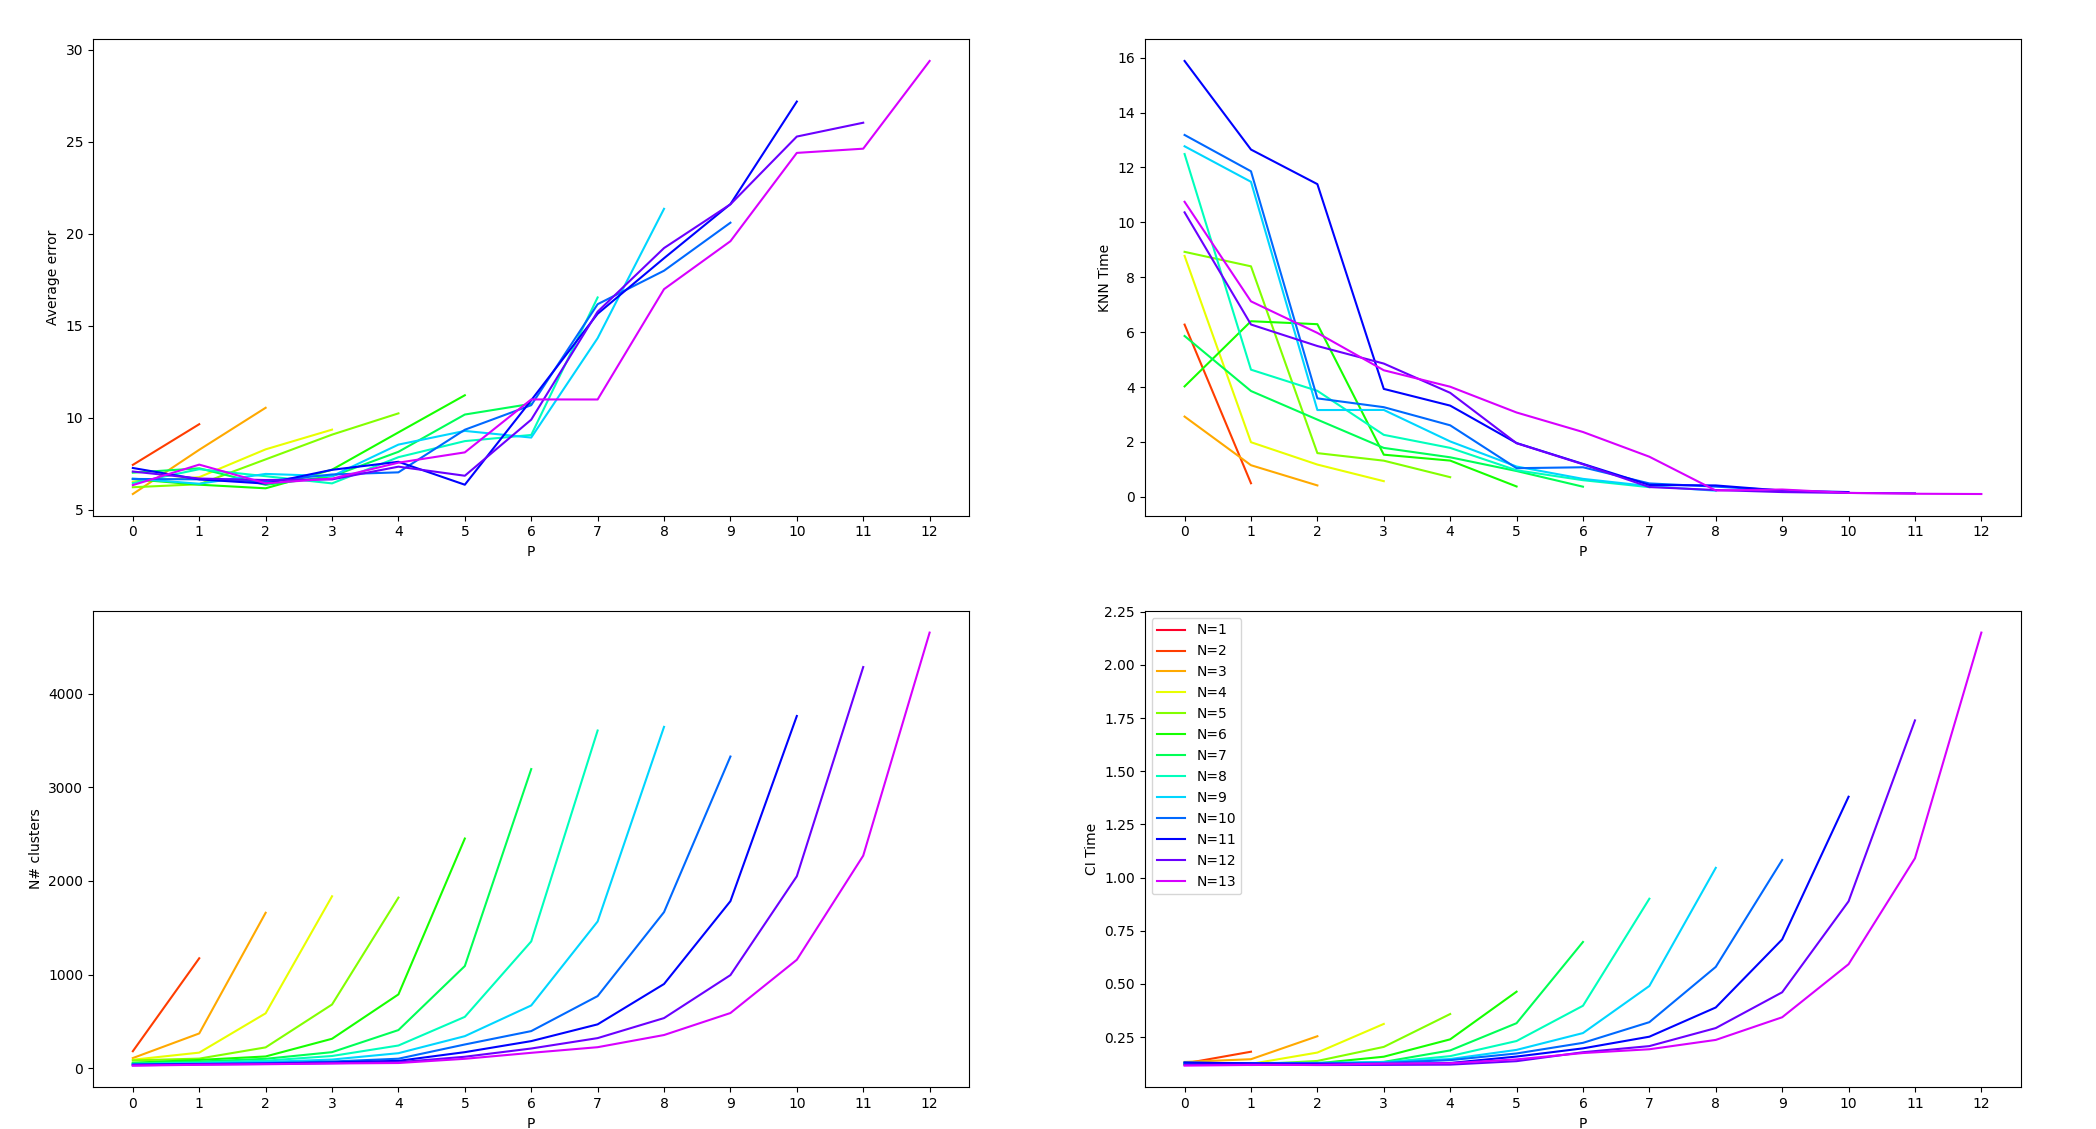 30
25
20
15
10
5
Average error
0 1 2 3 4 5 6 7 8 9 10 11 12
P
16
14
12
10
8
6
4
2
0
KNN Time
0 1 2 3 4 5 6 7 8 9 10 11 12
P
4000
3000
2000
1000
0
N# clusters
0 1 2 3 4 5 6 7 8 9 10 11 12
P
2.25
2.00
1.75
1.50
1.25
1.00
0.75
0.50
0.25
CI Time
N=1
N=2
N=3
N=4
N=5
N=6
N=7
N=8
N=9
N=10
N=11
N=12
N=13
0 1 2 3 4 5 6 7 8 9 10 11 12
P